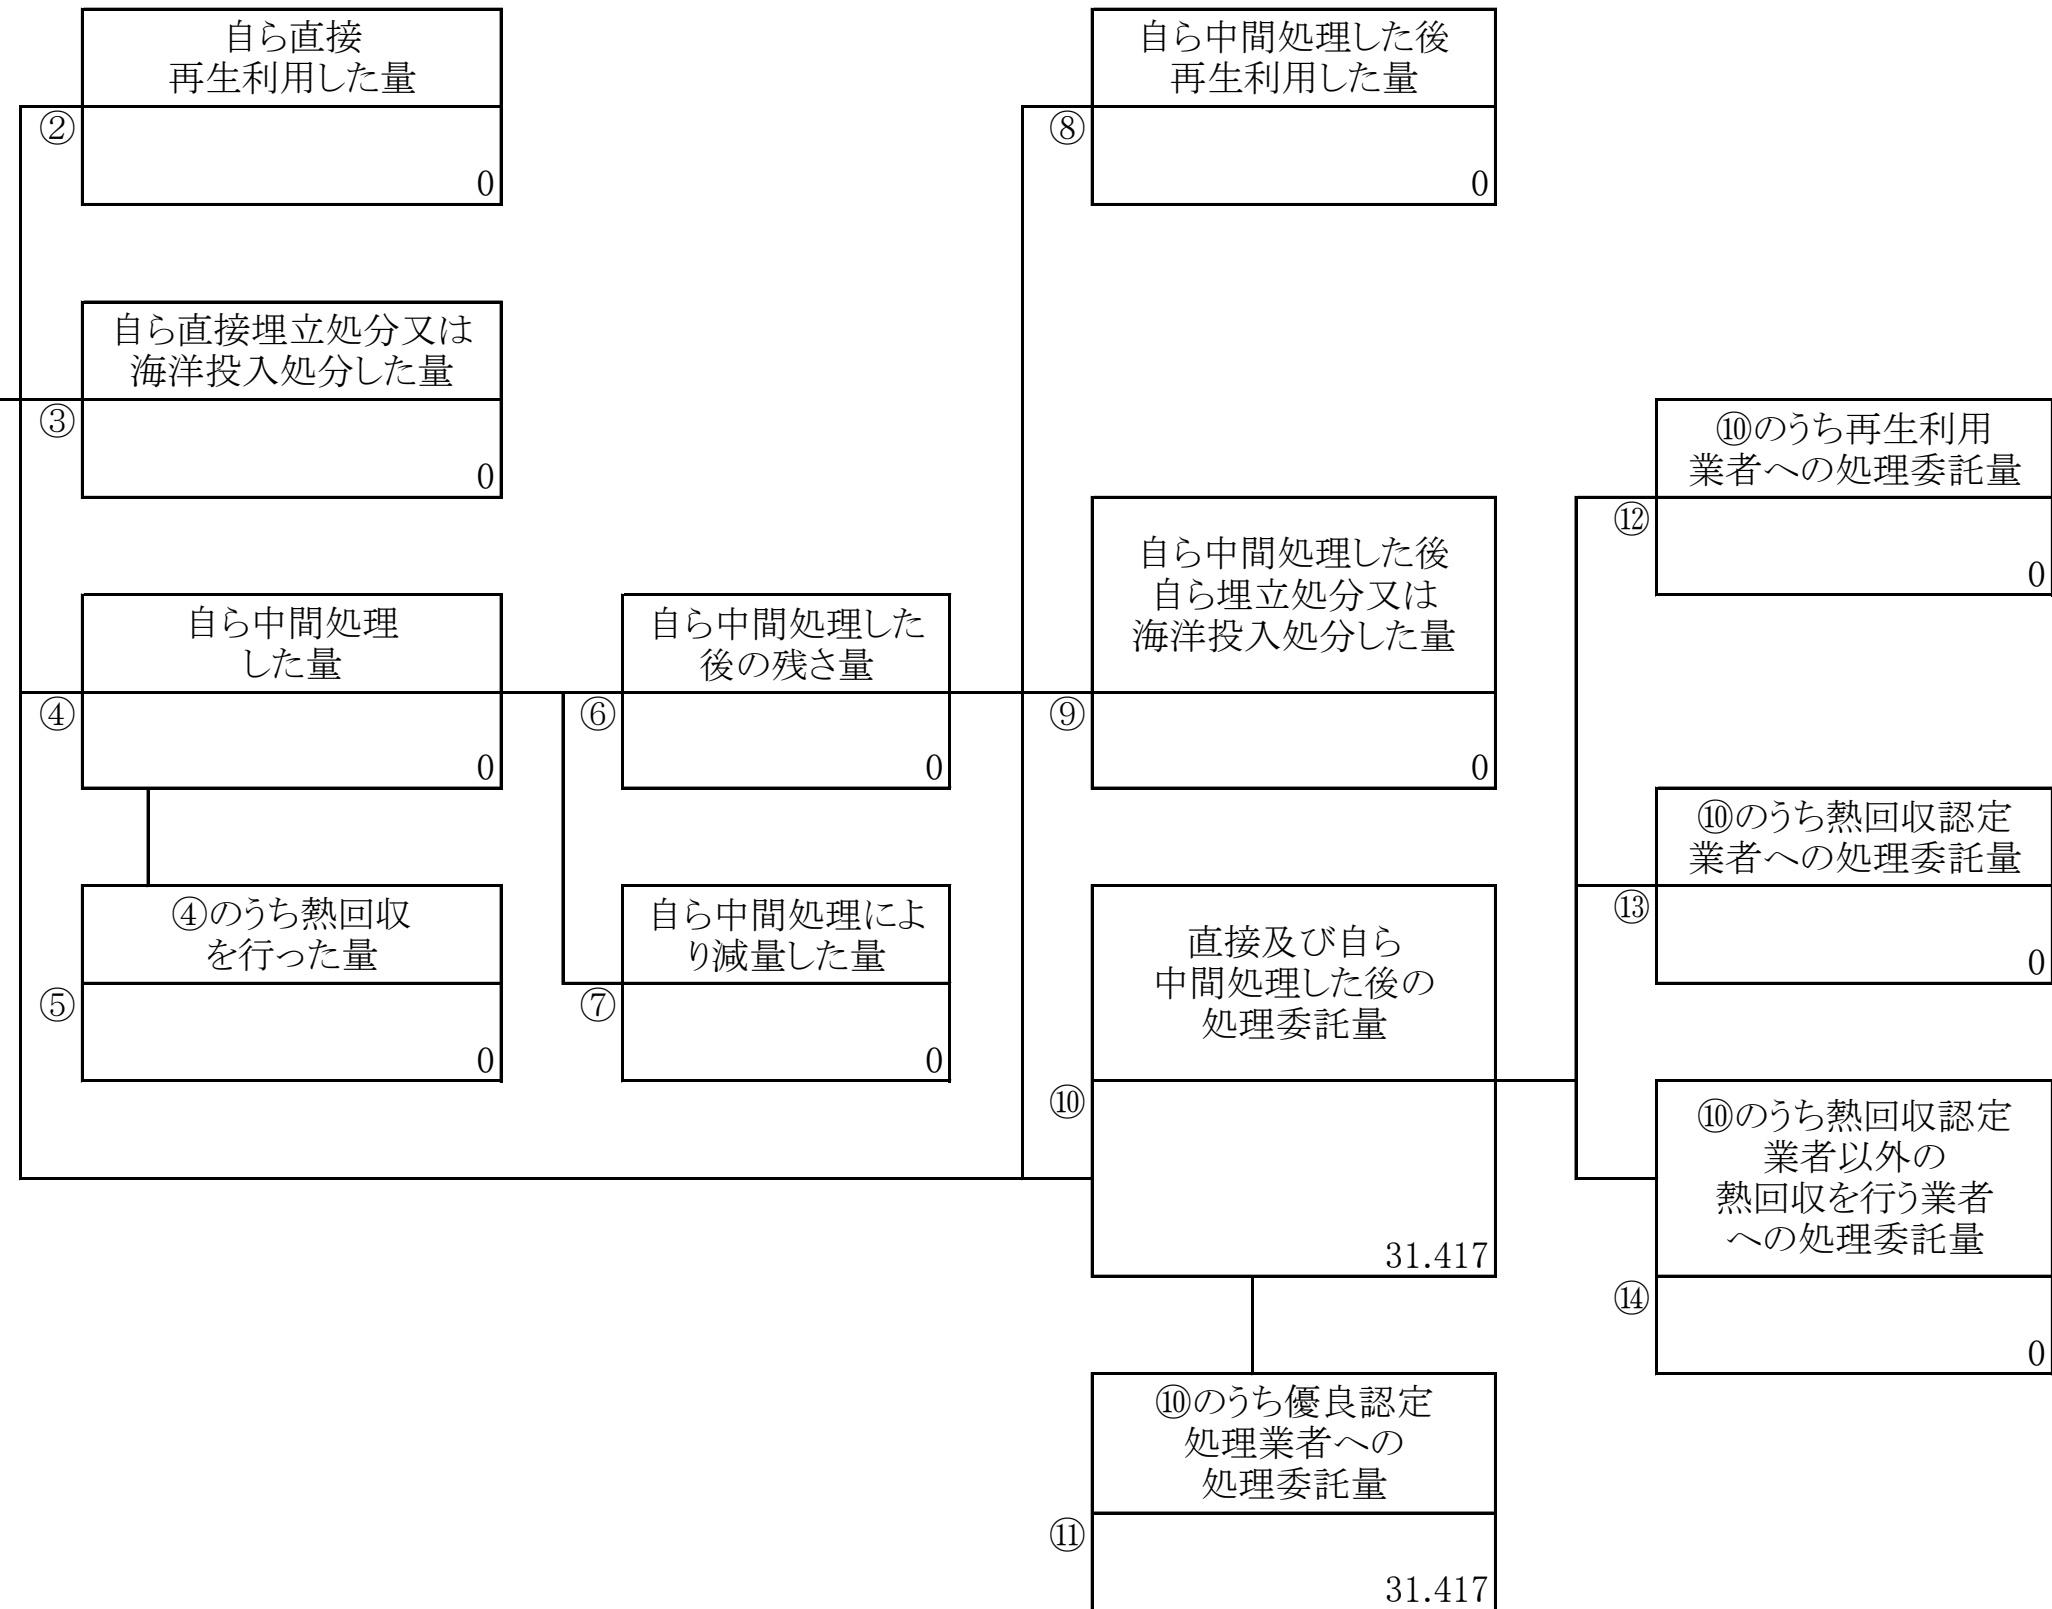 自ら直接
再生利用した量
②
0
自ら直接埋立処分又は
海洋投入処分した量
③
0
自ら中間処理
した量
④
0
④のうち熱回収
を行った量
⑤
0
自ら中間処理した
後の残さ量
⑥
0
自ら中間処理によ
り減量した量
⑦
0
自ら中間処理した後
再生利用した量
⑧
0
自ら中間処理した後
自ら埋立処分又は
海洋投入処分した量
⑨
0
直接及び自ら
中間処理した後の
処理委託量
⑩
31.417
⑩のうち優良認定
処理業者への
処理委託量
⑪
31.417
⑩のうち再生利用
業者への処理委託量
⑫
0
⑩のうち熱回収認定
業者への処理委託量
⑬
0
⑩のうち熱回収認定
業者以外の
熱回収を行う業者
への処理委託量
⑭
0